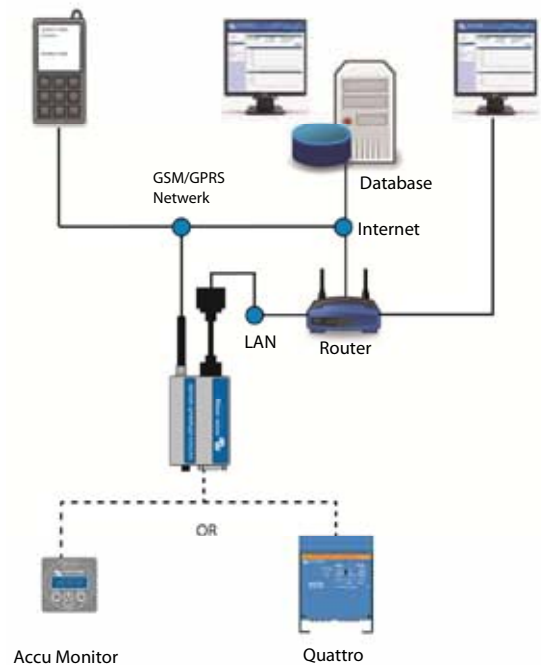 GSM/GPRS
Netwerk
Database
Internet
LAN
Router
OR
Accu Monitor
Quattro